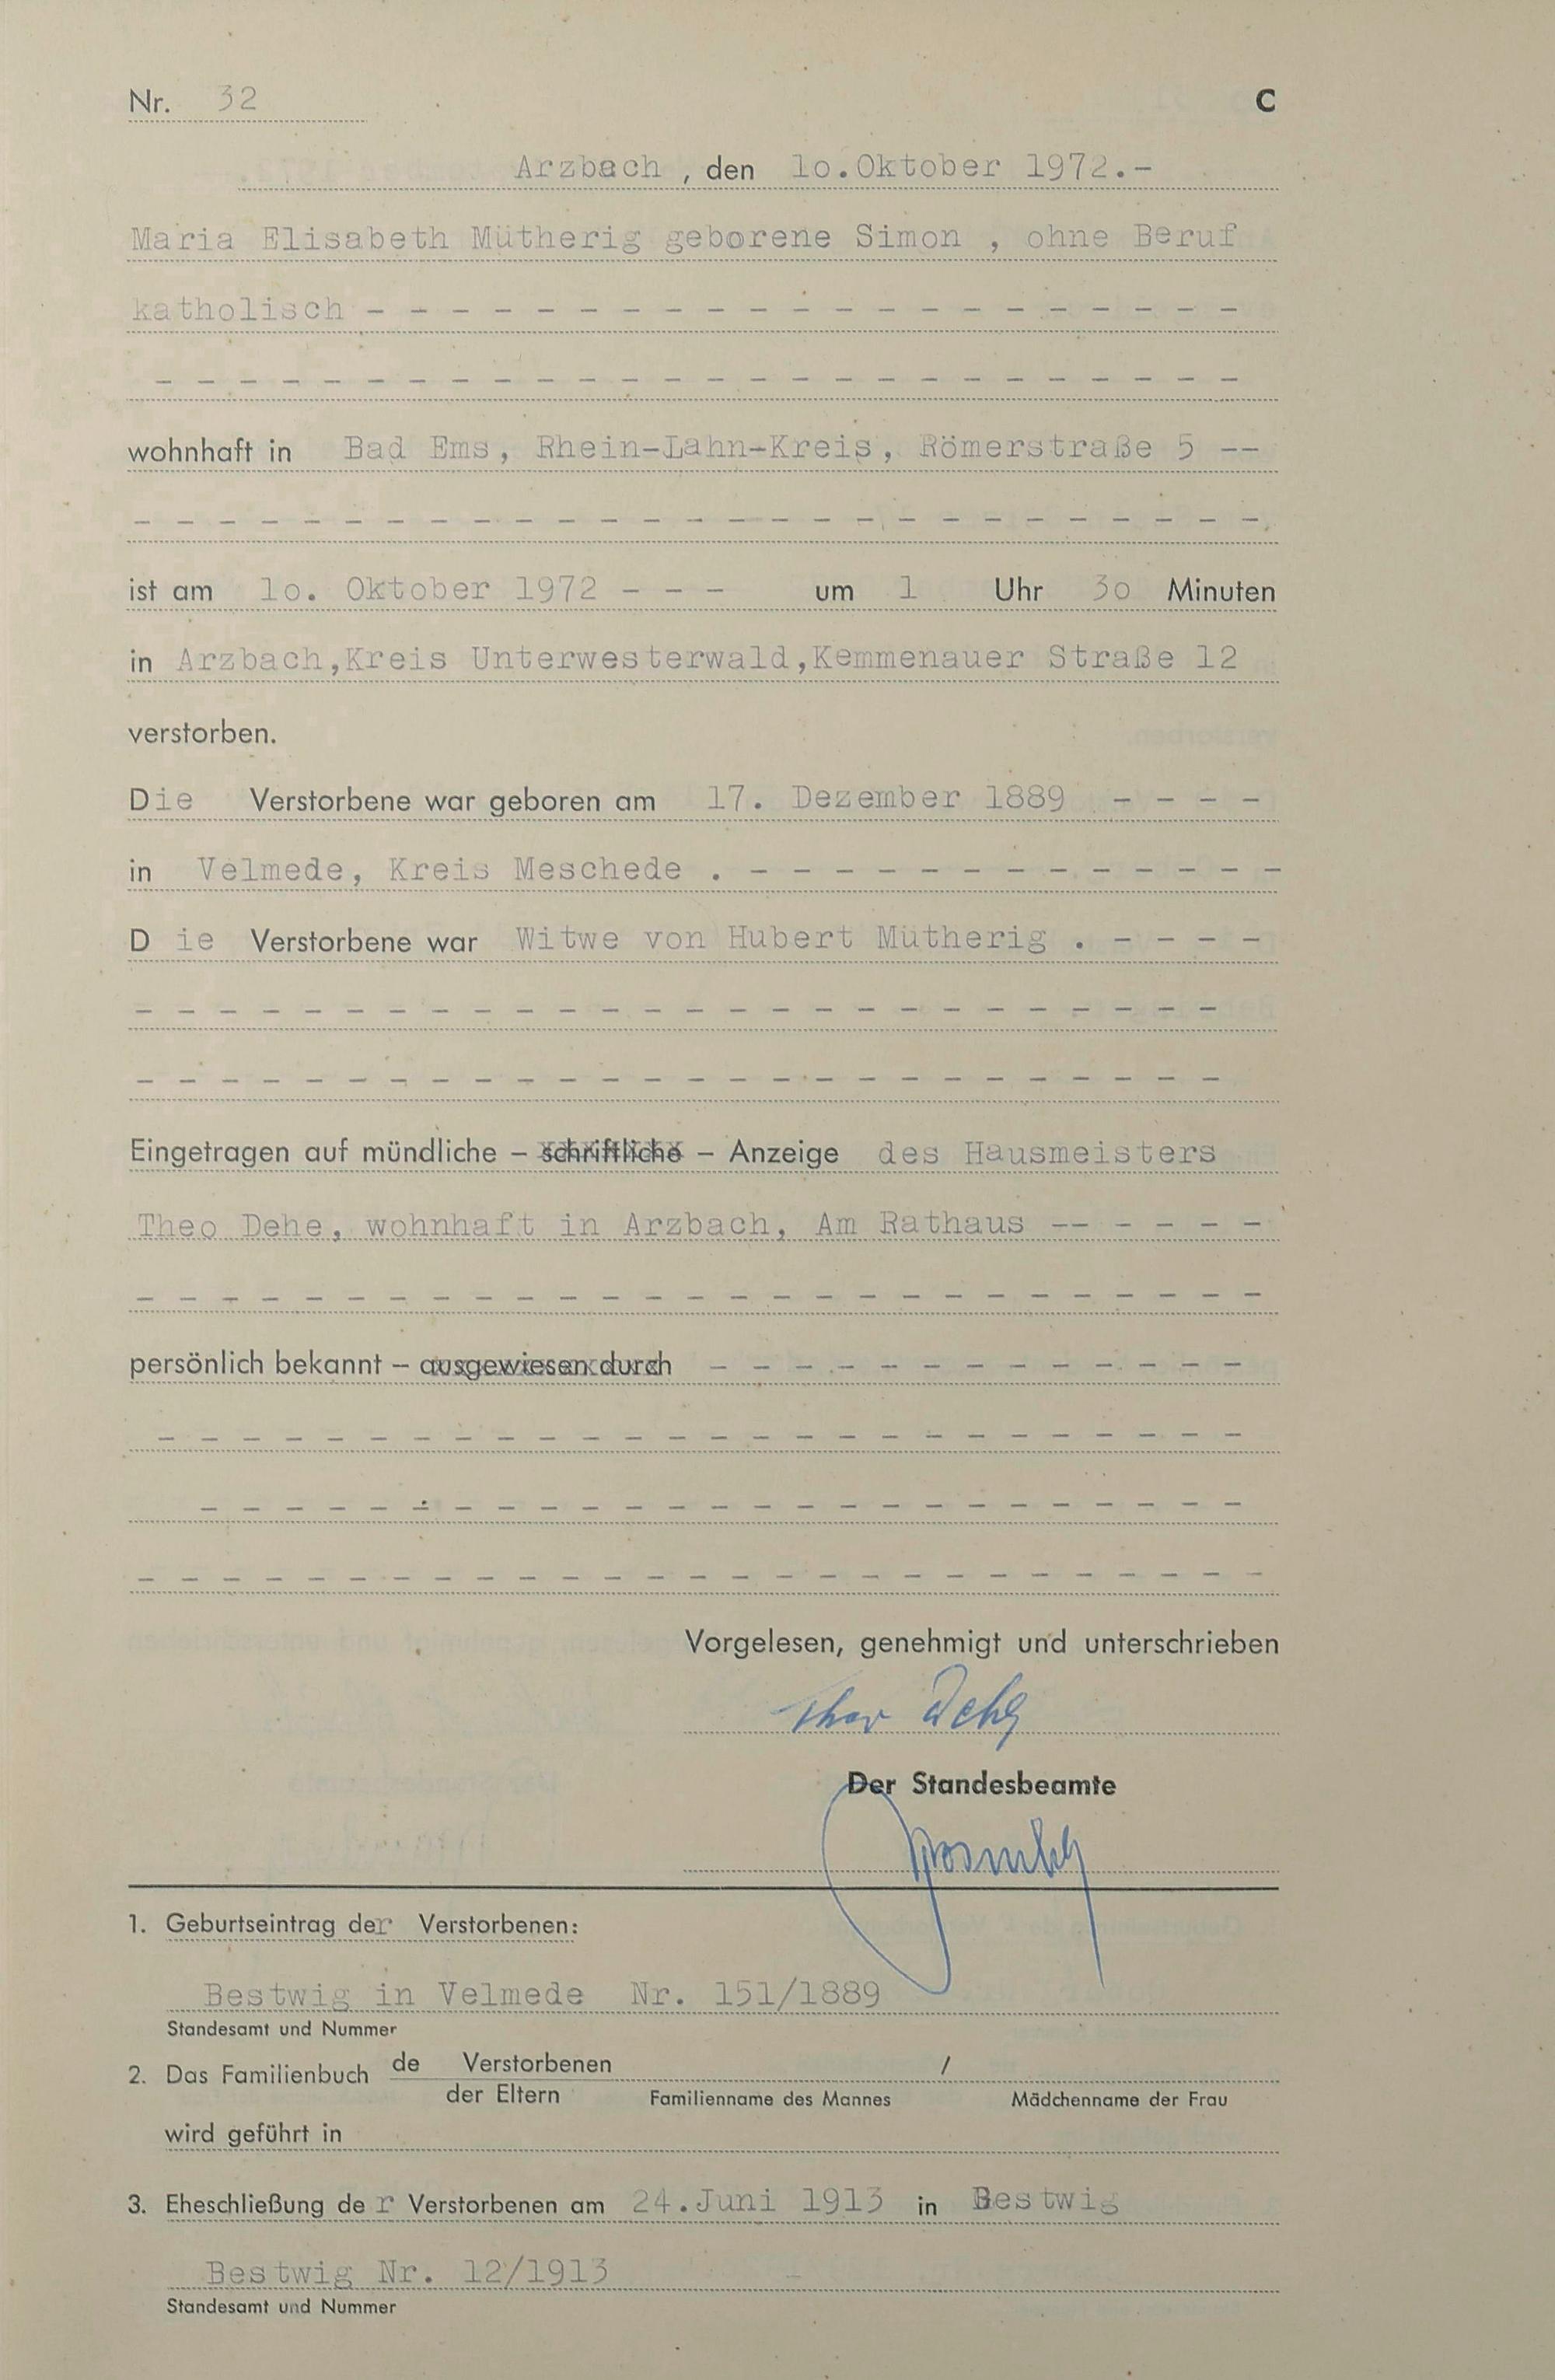 Nr. 32 C
Arzbach , den 1o.Oktober 1972.-
Maria Elisabeth Mütherig geborene Simon , ohne Beruf
katholisch - - - - - - - - - - - - - - - - - - - - -
- - - - - - - - - - - - - - - - - - - - - - - - - -
wohnhaft in Bad Ems, Rhein-Lahn-Kreis, Römerstraße 5 --
- - - - - - - - - - - - - - - - - - - - - - - - - - -
ist am 1o. Oktober 1972 - - - um 1 Uhr 3o Minuten
in Arzbach,Kreis Unterwesterwald,Kemmenauer Straße 12
verstorben.
Die Verstorbene war geboren am 17. Dezember 1889 - - - -
in Velmede, Kreis Meschede . - - - - - - - - - - - - -
D ie Verstorbene war Witwe von Hubert Mütherig . - - - -
- - - - - - - - - - - - - - - - - - - - - - - - - -
- - - - - - - - - - - - - - - - - - - - - - - - - -
Eingetragen auf mündliche – schriftliche – Anzeige des Hausmeisters
Theo Dehe, wohnhaft in Arzbach, Am Rathaus -- - - - -
- - - - - - - - - - - - - - - - - - - - - - - - - - -
persönlich bekannt – ausgewiesen durch - - - - - - - - - - - - -
- - - - - - - - - - - - - - - - - - - - - - - - - -
- - - - - - - - - - - - - - - - - - - - - - - - -
- - - - - - - - - - - - - - - - - - - - - - - - - - -
Vorgelesen, genehmigt und unterschrieben
Theo Dehe
Der Standesbeamte
1. Geburtseintrag der Verstorbenen:
Bestwig in Velmede Nr. 151/1889
Standesamt und Nummer
2. Das Familienbuch de Verstorbenen /
der Eltern Familienname des Mannes Mädchenname der Frau
wird geführt in
3. Eheschließung de r Verstorbenen am 24.Juni 1913 in Bestwig
Bestwig Nr. 12/1913
Standesamt und Nummer